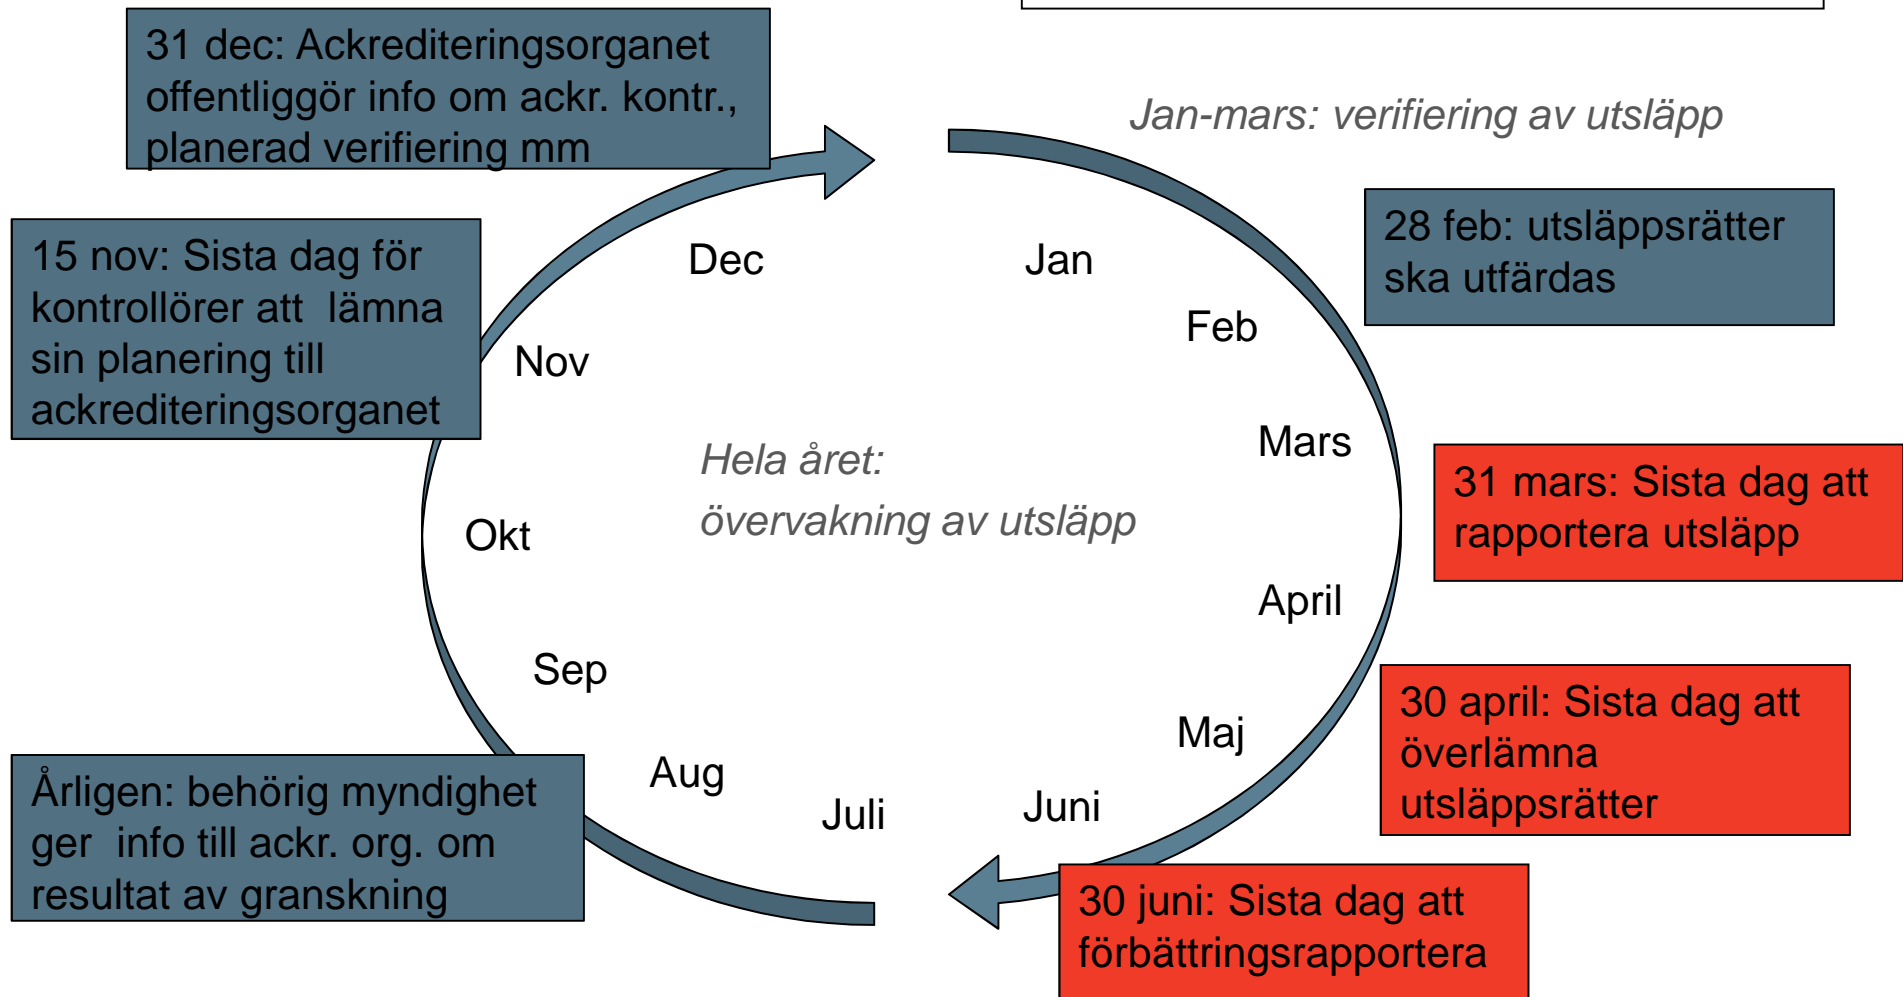 31 dec: Ackrediteringsorganet
offentliggör info om ackr. kontr.,
planerad verifiering mm
Jan-mars: verifiering av utsläpp
28 feb: utsläppsrätter
ska utfärdas
15 nov: Sista dag för
kontrollörer att lämna
sin planering till
ackrediteringsorganet
Dec
Jan
Feb
Nov
Mars
Hela året:
övervakning av utsläpp
31 mars: Sista dag att
rapportera utsläpp
Okt
April
Sep
30 april: Sista dag att
överlämna
utsläppsrätter
Maj
Aug
Juli
Juni
Årligen: behörig myndighet
ger info till ackr. org. om
resultat av granskning
30 juni: Sista dag att
förbättringsrapportera